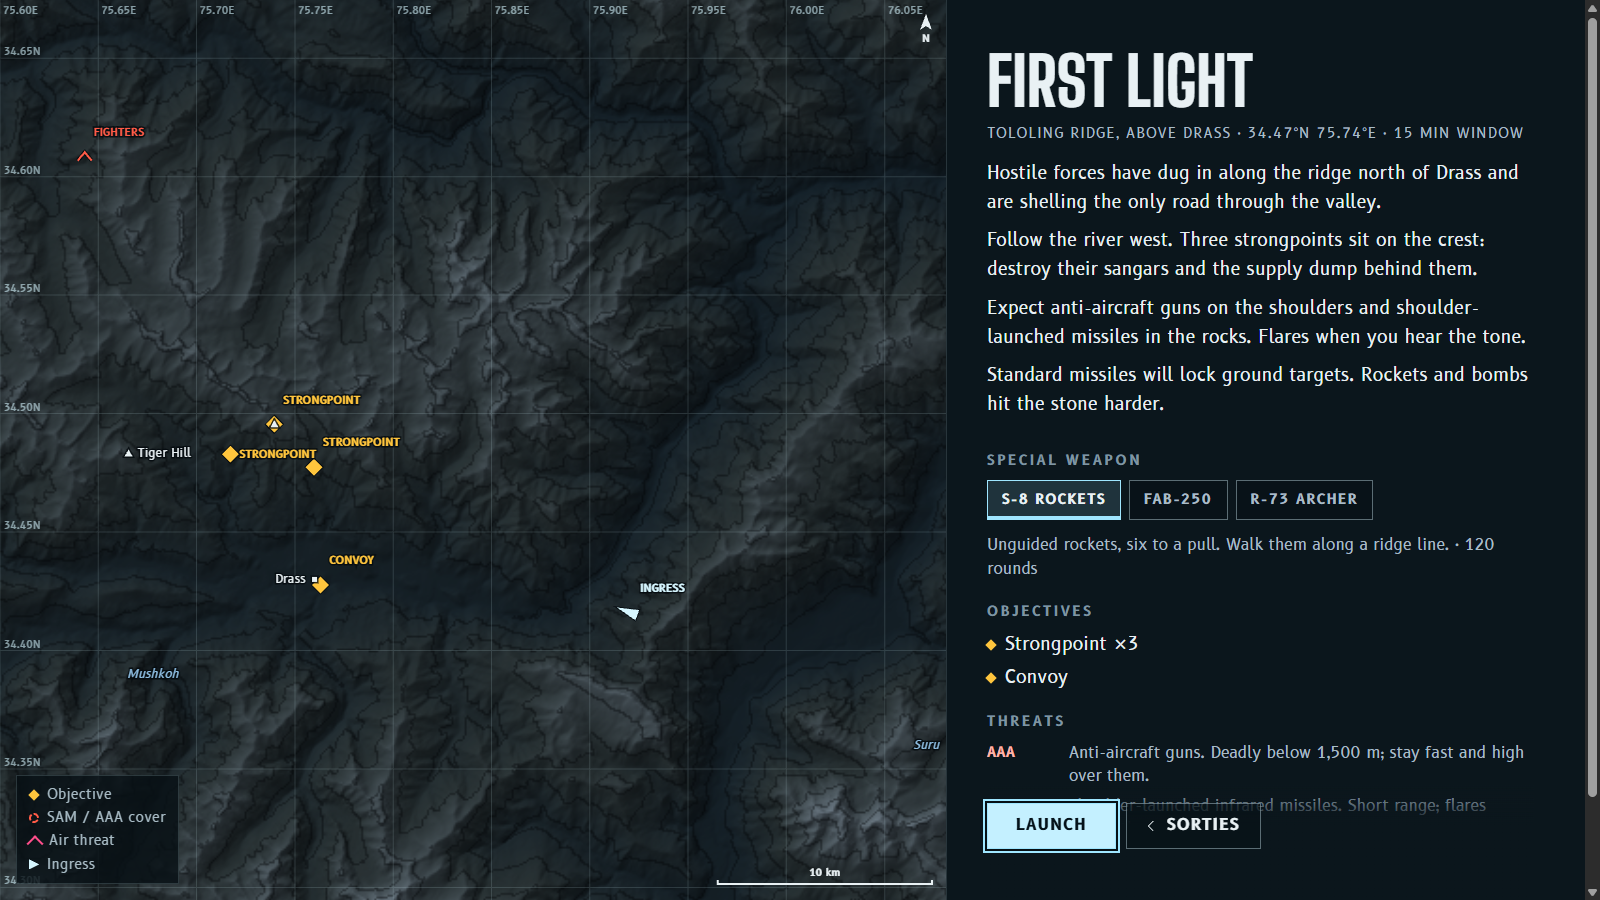 75.60E 75.65E 75.70E 75.75E 75.80E 75.85E 75.90E 75.95E 76.00E 76.05E
N
34.65N
FIGHTERS
34.60N
34.55N
34.50N
STRONGPOINT
STRONGPOINT
Tiger Hill
STRONGPOINT
34.45N
CONVOY
Drass
INGRESS
34.40N
Mushkoh
Suru
34.35N
Objective
SAM / AAA cover
Air threat
Ingress
10 km
FIRST LIGHT
TOLOLING RIDGE, ABOVE DRASS · 34.47°N 75.74°E · 15 MIN WINDOW
Hostile forces have dug in along the ridge north of Drass and
are shelling the only road through the valley.
Follow the river west. Three strongpoints sit on the crest:
destroy their sangars and the supply dump behind them.
Expect anti-aircraft guns on the shoulders and shoulder-
launched missiles in the rocks. Flares when you hear the tone.
Standard missiles will lock ground targets. Rockets and bombs
hit the stone harder.
SPECIAL WEAPON
S-8 ROCKETS FAB-250 R-73 ARCHER
Unguided rockets, six to a pull. Walk them along a ridge line. · 120
rounds
OBJECTIVES
Strongpoint ×3
Convoy
THREATS
AAA Anti-aircraft guns. Deadly below 1,500 m; stay fast and high
over them.
infrared missiles. Short range; flares
LAUNCH SORTIES